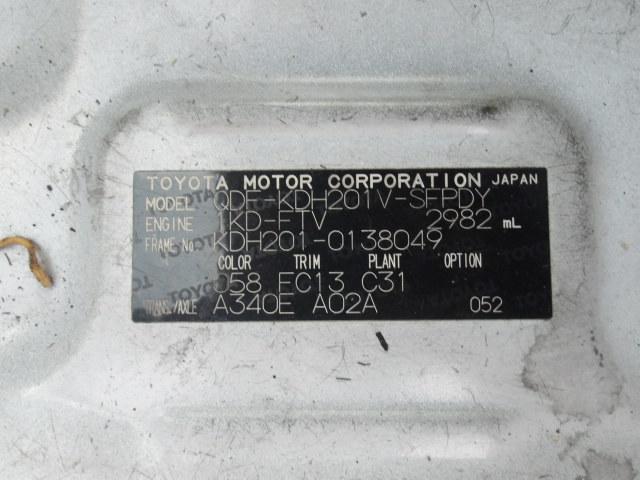 TOYOTA MOTOR CORPORATION JAPAN
MODEL QDF-KDH201V-SFPDY
ENGINE 1KD-FTV 2982 mL
FRAME No. KDH201-0138049
COLOR TRIM PLANT OPTION
058 EC13 C31
TRANS./AXLE A340E A02A 052